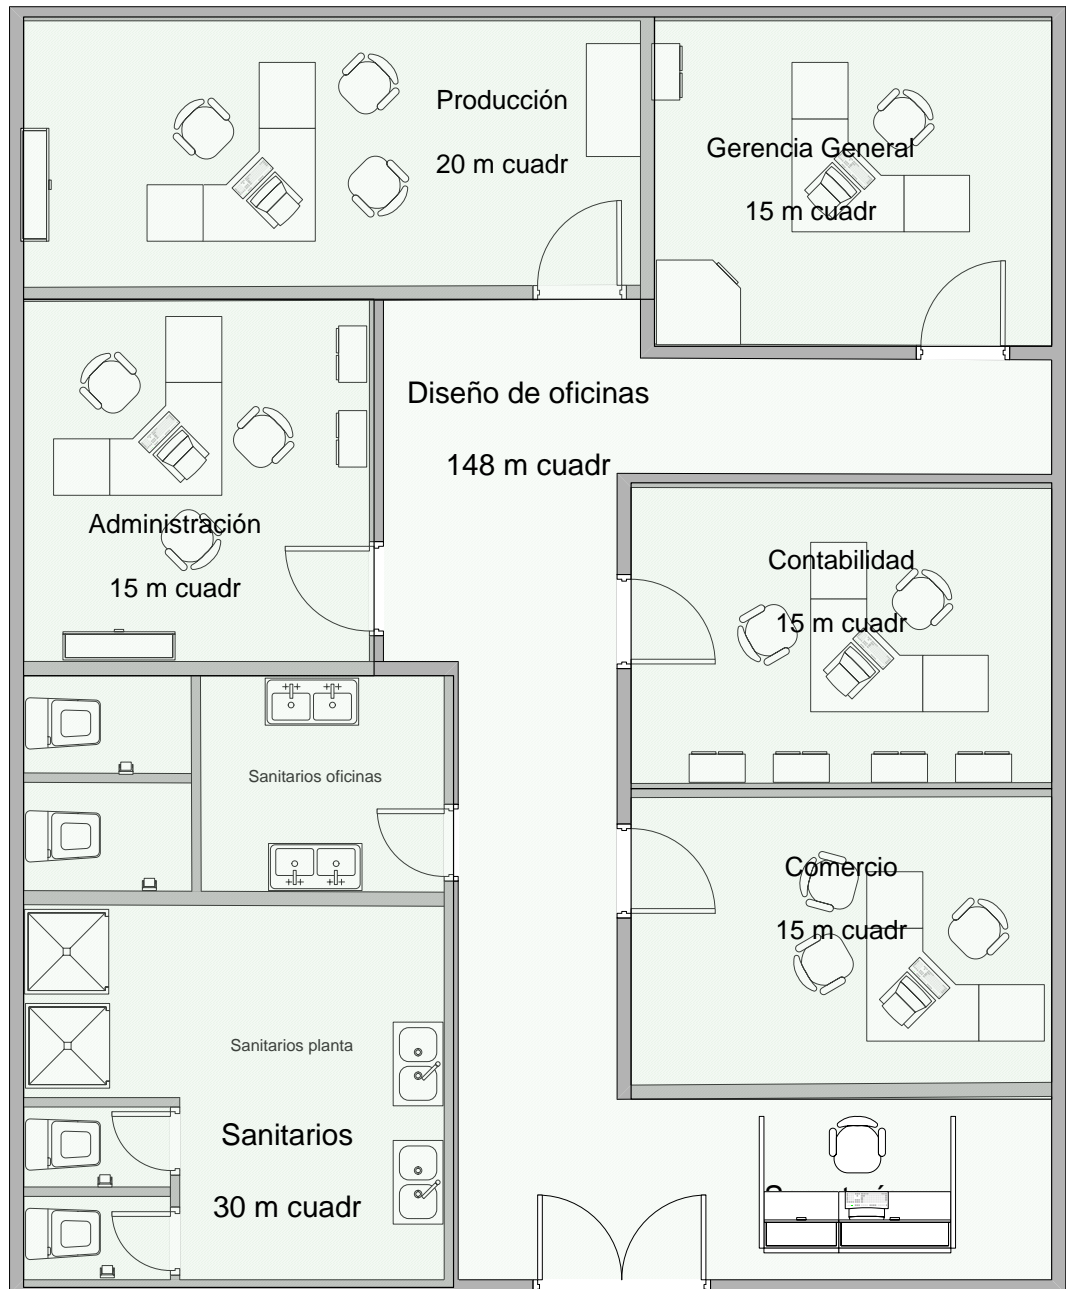 Producción
20 m cuadr
Gerencia General
15 m cuadr
Diseño de oficinas
148 m cuadr
Administración
15 m cuadr
Contabilidad
15 m cuadr
Sanitarios oficinas
Comercio
15 m cuadr
Sanitarios planta
Sanitarios
30 m cuadr